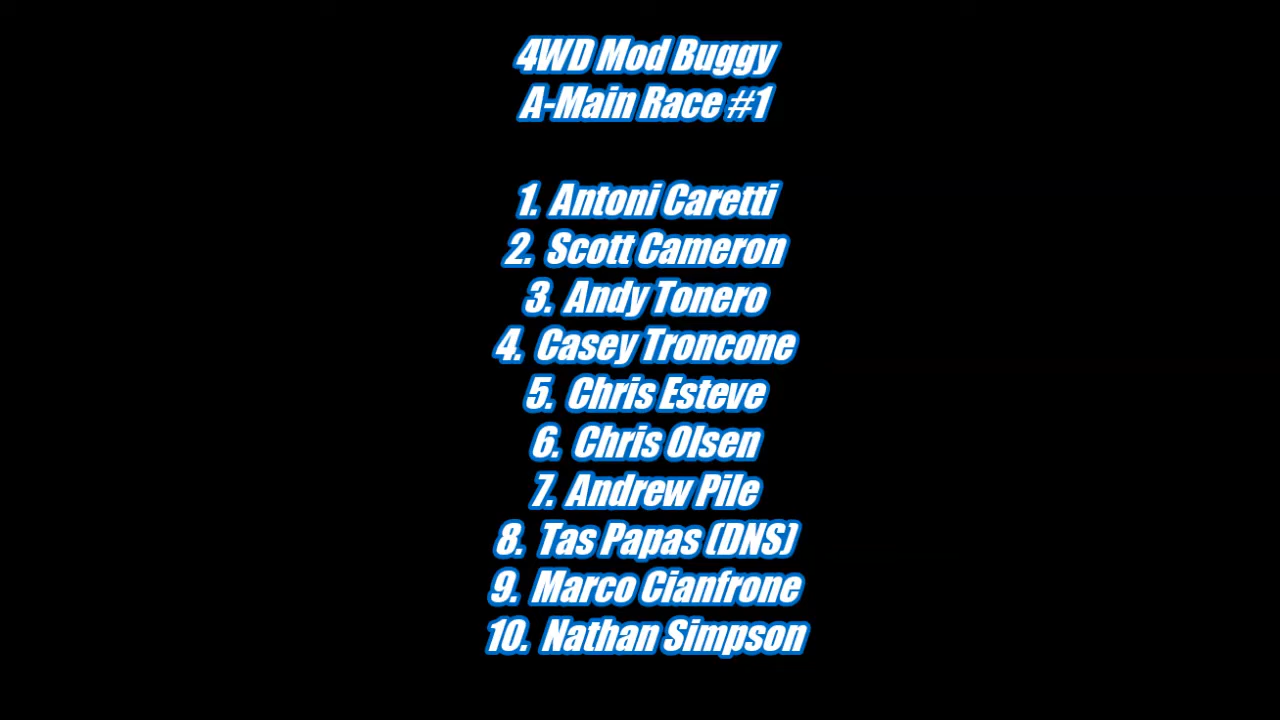 4WD Mod Buggy
A-Main Race #1
1. Antoni Caretti
2. Scott Cameron
3. Andy Tonero
4. Casey Troncone
5. Chris Esteve
6. Chris Olsen
7. Andrew Pile
8. Tas Papas (DNS)
9. Marco Cianfrone
10. Nathan Simpson